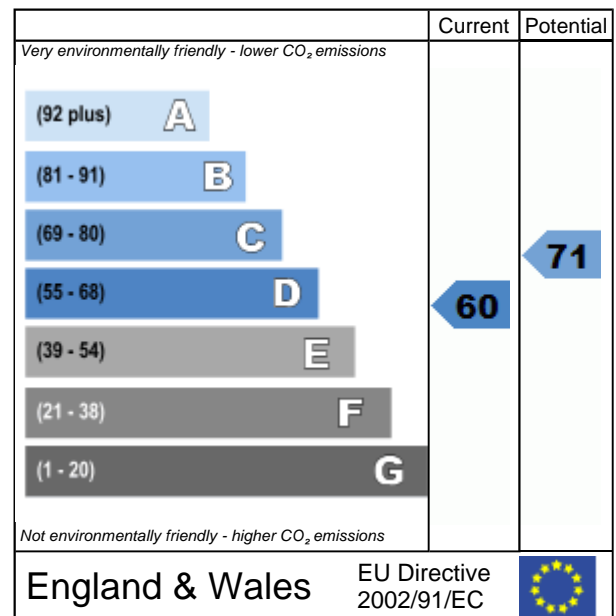 Current Potential
Very environmentally friendly - lower CO₂ emissions
(92 plus) A
(81 - 91) B
(69 - 80) C
71
(55 - 68) D
60
(39 - 54) E
(21 - 38) F
(1 - 20) G
Not environmentally friendly - higher CO₂ emissions
England & Wales
EU Directive
2002/91/EC